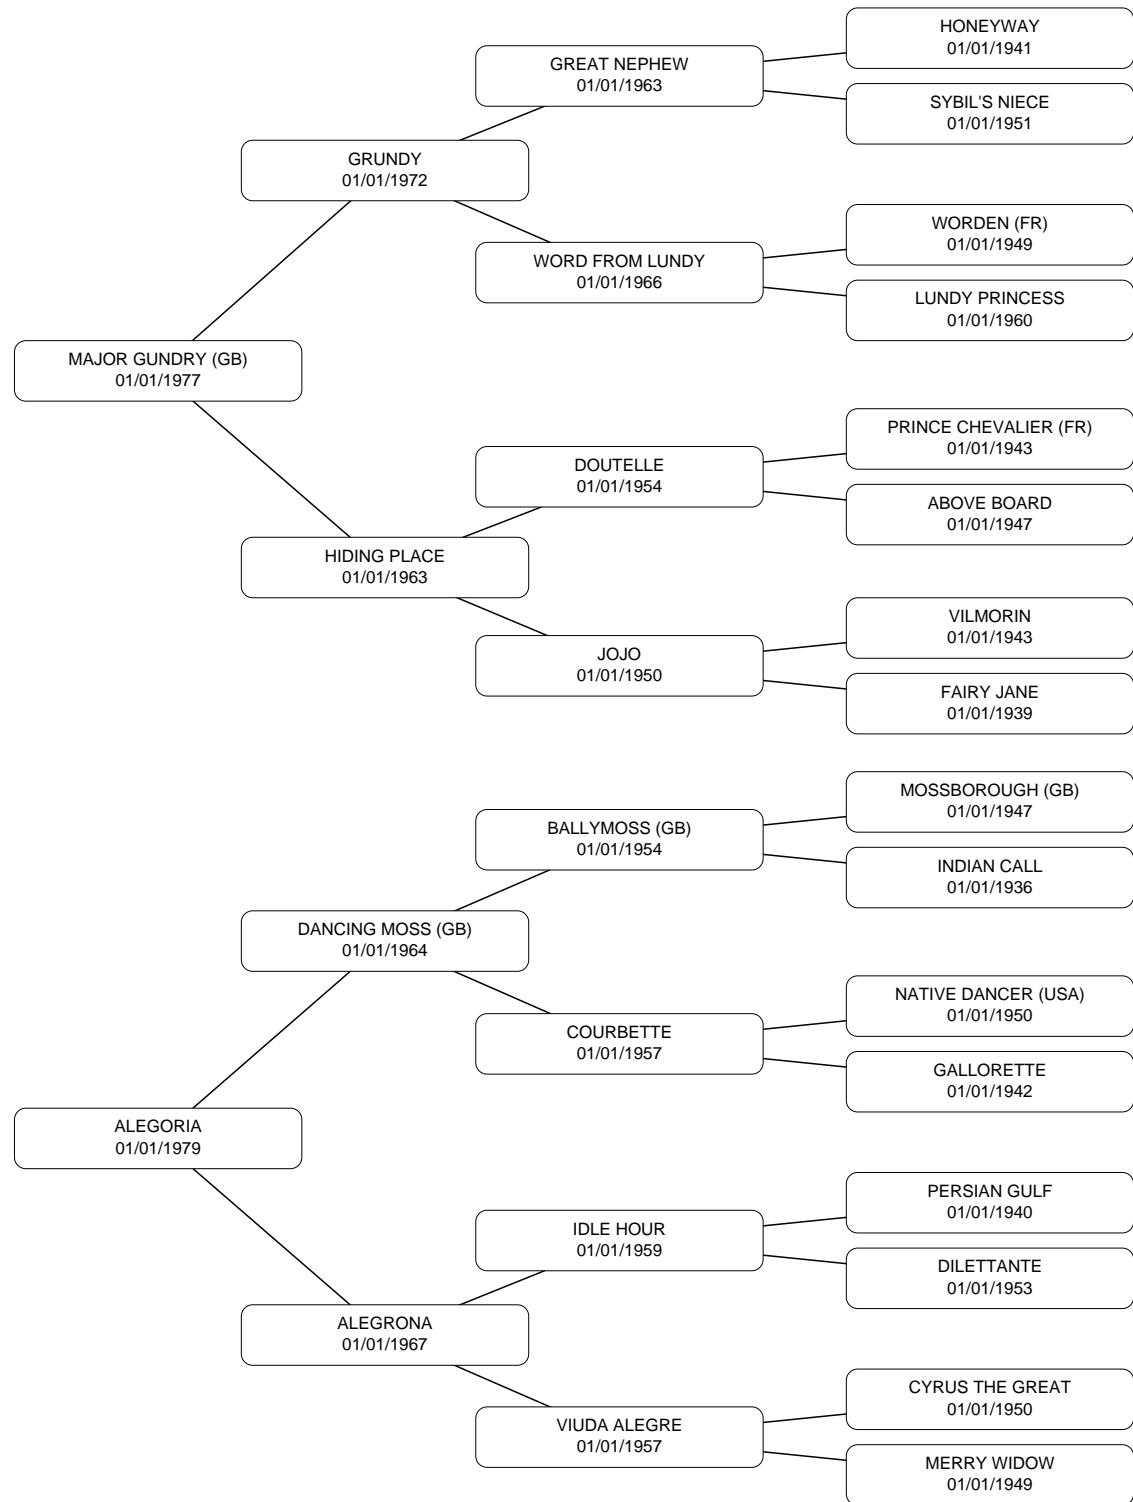 HONEYWAY
01/01/1941
GREAT NEPHEW
01/01/1963
SYBIL'S NIECE
01/01/1951
GRUNDY
01/01/1972
WORDEN (FR)
01/01/1949
WORD FROM LUNDY
01/01/1966
LUNDY PRINCESS
01/01/1960
MAJOR GUNDRY (GB)
01/01/1977
PRINCE CHEVALIER (FR)
01/01/1943
DOUTELLE
01/01/1954
ABOVE BOARD
01/01/1947
HIDING PLACE
01/01/1963
VILMORIN
01/01/1943
JOJO
01/01/1950
FAIRY JANE
01/01/1939
MOSSBOROUGH (GB)
01/01/1947
BALLYMOSS (GB)
01/01/1954
INDIAN CALL
01/01/1936
DANCING MOSS (GB)
01/01/1964
NATIVE DANCER (USA)
01/01/1950
COURBETTE
01/01/1957
GALLORETTE
01/01/1942
ALEGORIA
01/01/1979
PERSIAN GULF
01/01/1940
IDLE HOUR
01/01/1959
DILETTANTE
01/01/1953
ALEGRONA
01/01/1967
CYRUS THE GREAT
01/01/1950
VIUDA ALEGRE
01/01/1957
MERRY WIDOW
01/01/1949